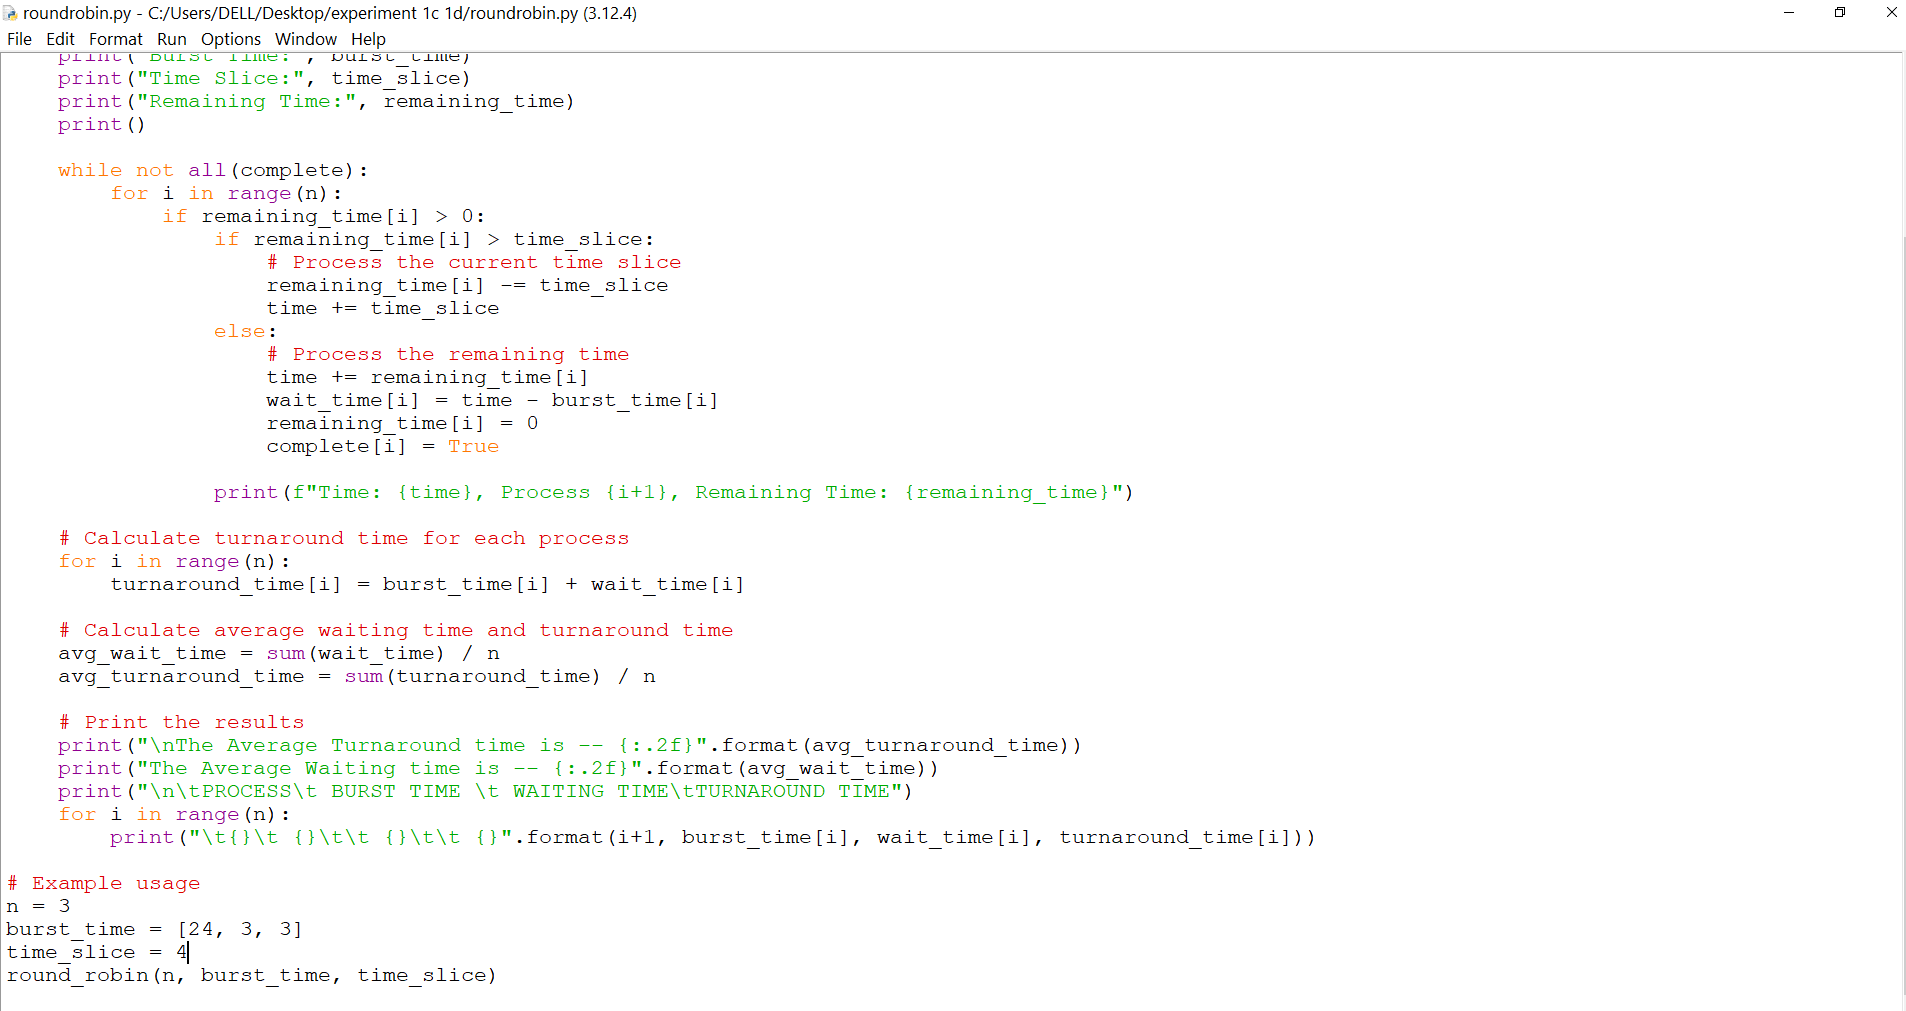 roundrobin.py - C:/Users/DELL/Desktop/experiment 1c 1d/roundrobin.py (3.12.4)
File Edit Format Run Options Window Help
    print("Burst Time:", burst_time)
    print("Time Slice:", time_slice)
    print("Remaining Time:", remaining_time)
    print()

    while not all(complete):
        for i in range(n):
            if remaining_time[i] > 0:
                if remaining_time[i] > time_slice:
                    # Process the current time slice
                    remaining_time[i] -= time_slice
                    time += time_slice
                else:
                    # Process the remaining time
                    time += remaining_time[i]
                    wait_time[i] = time - burst_time[i]
                    remaining_time[i] = 0
                    complete[i] = True

                print(f"Time: {time}, Process {i+1}, Remaining Time: {remaining_time}")

    # Calculate turnaround time for each process
    for i in range(n):
        turnaround_time[i] = burst_time[i] + wait_time[i]

    # Calculate average waiting time and turnaround time
    avg_wait_time = sum(wait_time) / n
    avg_turnaround_time = sum(turnaround_time) / n

    # Print the results
    print("\nThe Average Turnaround time is -- {:.2f}".format(avg_turnaround_time))
    print("The Average Waiting time is -- {:.2f}".format(avg_wait_time))
    print("\n\tPROCESS\t BURST TIME \t WAITING TIME\tTURNAROUND TIME")
    for i in range(n):
        print("\t{}\t {}\t\t {}\t\t {}".format(i+1, burst_time[i], wait_time[i], turnaround_time[i]))

# Example usage
n = 3
burst_time = [24, 3, 3]
time_slice = 4
round_robin(n, burst_time, time_slice)